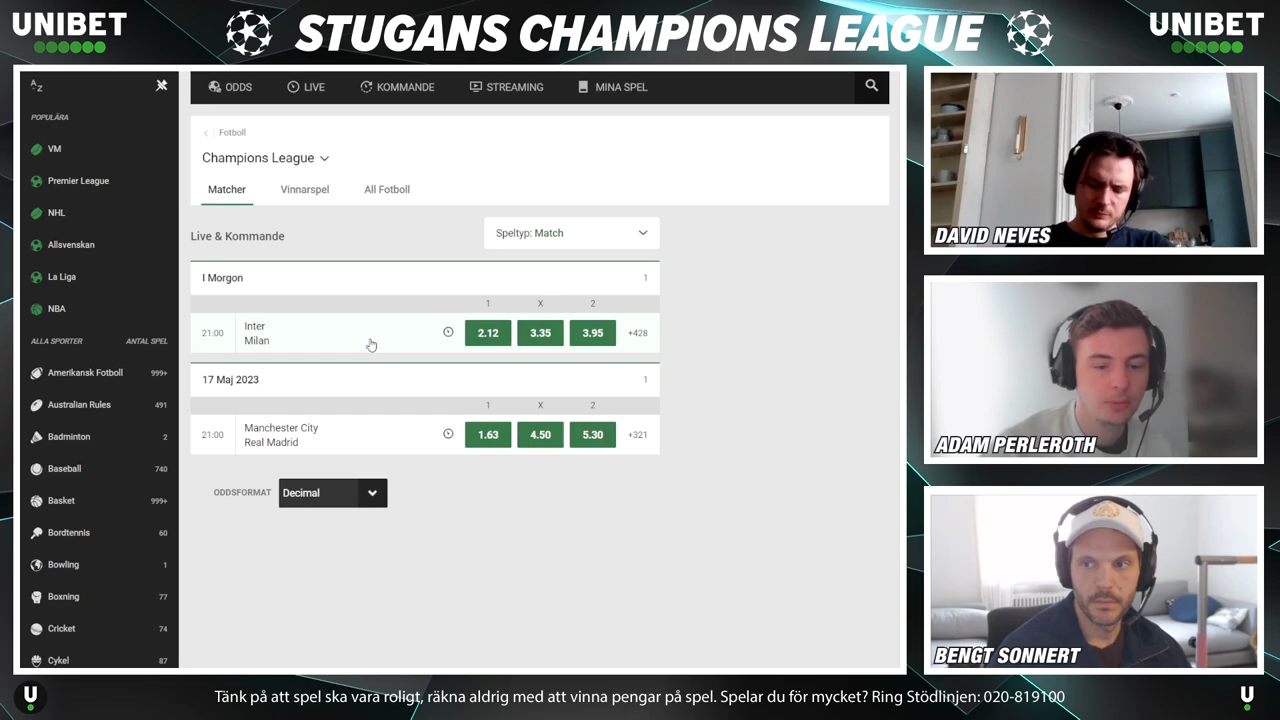 UNIBET
STUGANS CHAMPIONS LEAGUE
UNIBET
A
Z
POPULÄRA
VM
Premier League
NHL
Allsvenskan
La Liga
NBA
ALLA SPORTER ANTAL SPEL
Amerikansk Fotboll 999+
Australian Rules 491
Badminton 2
Baseball 740
Basket 999+
Bordtennis 60
Bowling 1
Boxning 77
Cricket 74
Cykel 87
ODDS LIVE KOMMANDE STREAMING MINA SPEL
Fotboll
Champions League
Matcher Vinnarspel All Fotboll
Live & Kommande
Speltyp: Match
I Morgon 1
1 X 2
21:00 Inter 2.12 3.35 3.95 +428
Milan
17 Maj 2023 1
1 X 2
21:00 Manchester City 1.63 4.50 5.30 +321
Real Madrid
ODDSFORMAT Decimal
DAVID NEVES
ADAM PERLEROTH
BENGT SONNERT
U
Tänk på att spel ska vara roligt, räkna aldrig med att vinna pengar på spel. Spelar du för mycket? Ring Stödlinjen: 020-819100
U